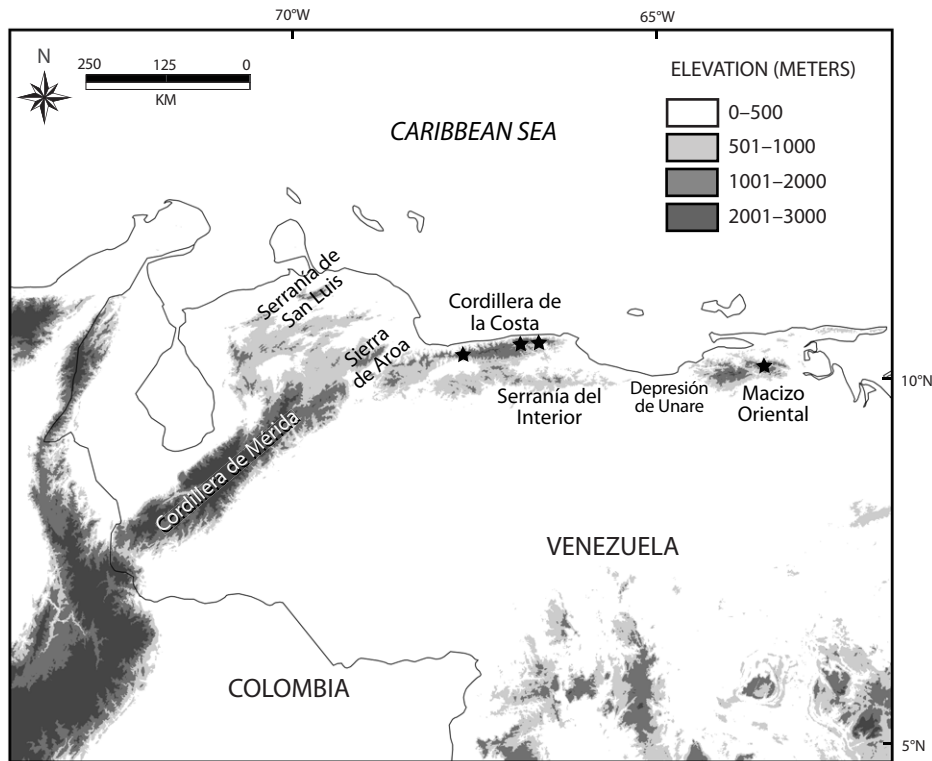 70°W
65°W
N
250 125 0
KM
ELEVATION (METERS)
0–500
501–1000
1001–2000
2001–3000
CARIBBEAN SEA
Serranía de
San Luis
Cordillera de
la Costa
Sierra
de Aroa
Serranía del
Interior
Depresión
de Unare
Macizo
Oriental
10°N
Cordillera de Mérida
VENEZUELA
COLOMBIA
5°N